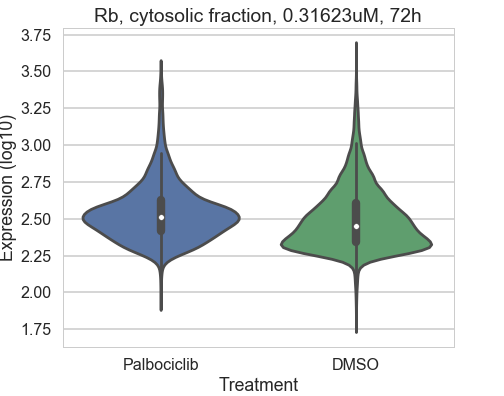 Rb, cytosolic fraction, 0.31623uM, 72h
3.75
3.50
3.25
3.00
2.75
2.50
2.25
2.00
1.75
Expression (log10)
Palbociclib DMSO
Treatment